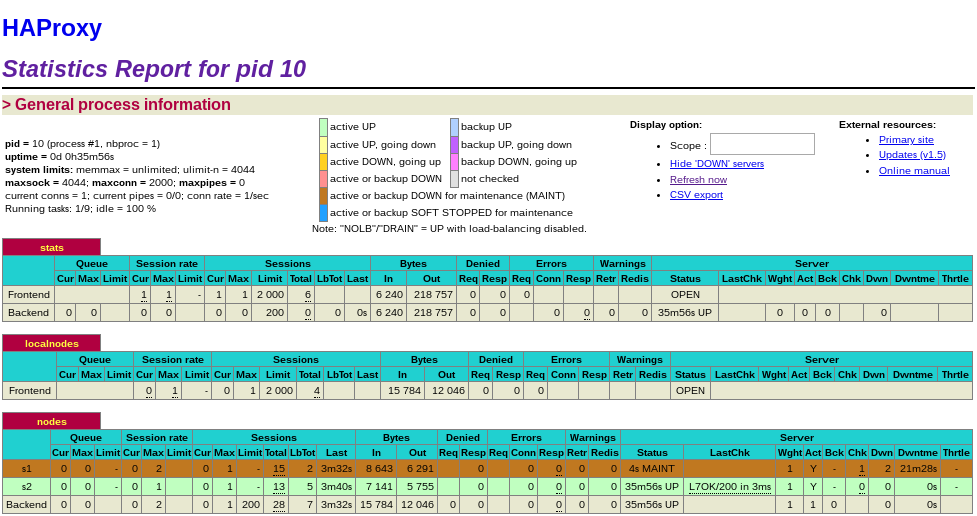 HAProxy
Statistics Report for pid 10
> General process information
pid = 10 (process #1, nbproc = 1)
uptime = 0d 0h35m56s
system limits: memmax = unlimited; ulimit-n = 4044
maxsock = 4044; maxconn = 2000; maxpipes = 0
current conns = 1; current pipes = 0/0; conn rate = 1/sec
Running tasks: 1/9; idle = 100 %
active UP backup UP
active UP, going down backup UP, going down
active DOWN, going up backup DOWN, going up
active or backup DOWN not checked
active or backup DOWN for maintenance (MAINT)
active or backup SOFT STOPPED for maintenance
Note: "NOLB"/"DRAIN" = UP with load-balancing disabled.
Display option:
• Scope :
• Hide 'DOWN' servers
• Refresh now
• CSV export
External resources:
• Primary site
• Updates (v1.5)
• Online manual
stats
Queue Session rate Sessions Bytes Denied Errors Warnings Server
Cur Max Limit Cur Max Limit Cur Max Limit Total LbTot Last In Out Req Resp Req Conn Resp Retr Redis Status LastChk Wght Act Bck Chk Dwn Dwntme Thrtle
Frontend 1 1 - 1 1 2 000 6 6 240 218 757 0 0 0 OPEN
Backend 0 0 0 0 0 0 200 0 0 0s 6 240 218 757 0 0 0 0 0 0 35m56s UP 0 0 0 0
localnodes
Queue Session rate Sessions Bytes Denied Errors Warnings Server
Cur Max Limit Cur Max Limit Cur Max Limit Total LbTot Last In Out Req Resp Req Conn Resp Retr Redis Status LastChk Wght Act Bck Chk Dwn Dwntme Thrtle
Frontend 0 1 - 0 1 2 000 4 15 784 12 046 0 0 0 OPEN
nodes
Queue Session rate Sessions Bytes Denied Errors Warnings Server
Cur Max Limit Cur Max Limit Cur Max Limit Total LbTot Last In Out Req Resp Req Conn Resp Retr Redis Status LastChk Wght Act Bck Chk Dwn Dwntme Thrtle
s1 0 0 - 0 2 0 1 - 15 2 3m32s 8 643 6 291 0 0 0 0 0 4s MAINT 1 Y - 1 2 21m28s -
s2 0 0 - 0 1 0 1 - 13 5 3m40s 7 141 5 755 0 0 0 0 0 35m56s UP L7OK/200 in 3ms 1 Y - 0 0 0s -
Backend 0 0 0 2 0 1 200 28 7 3m32s 15 784 12 046 0 0 0 0 0 0 35m56s UP 1 1 0 0 0s